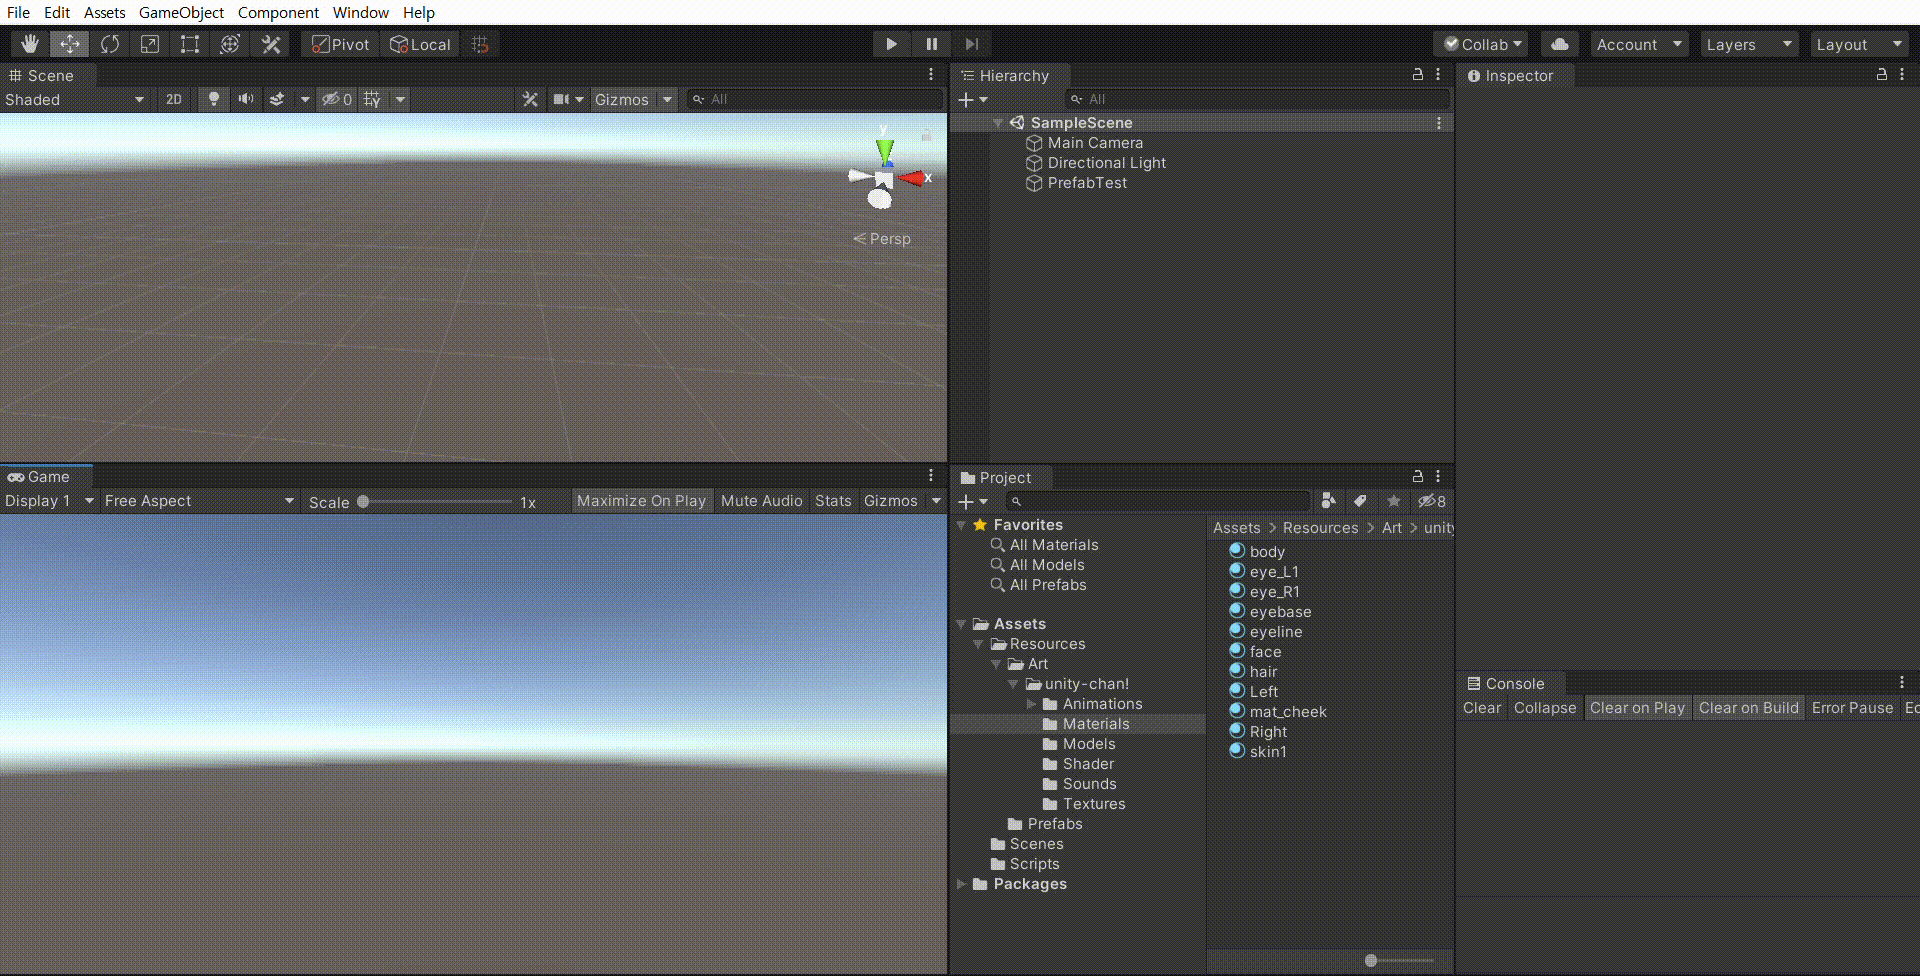 File Edit Assets GameObject Component Window Help
Pivot Local Collab Account Layers Layout
Scene
Shaded 2D 0 Gizmos All
y
x
Persp
Hierarchy
All
SampleScene
Main Camera
Directional Light
PrefabTest
Inspector
Game
Display 1 Free Aspect Scale 1x Maximize On Play Mute Audio Stats Gizmos
Project
8
Favorites
All Materials
All Models
All Prefabs
Assets
Resources
Art
unity-chan!
Animations
Materials
Models
Shader
Sounds
Textures
Prefabs
Scenes
Scripts
Packages
Assets > Resources > Art > unity
body
eye_L1
eye_R1
eyebase
eyeline
face
hair
Left
mat_cheek
Right
skin1
Console
Clear Collapse Clear on Play Clear on Build Error Pause Ec